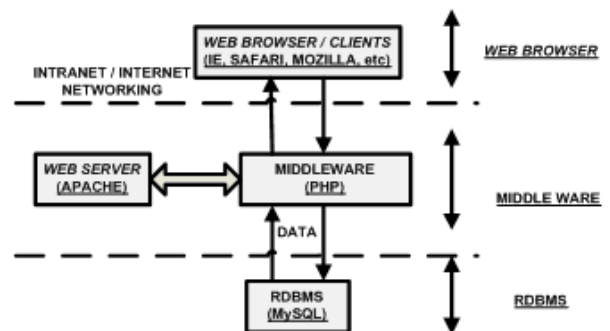 WEB BROWSER / CLIENTS
(IE, SAFARI, MOZILLA, etc)
WEB BROWSER
INTRANET / INTERNET
NETWORKING
WEB SERVER
(APACHE)
MIDDLEWARE
(PHP)
MIDDLE WARE
DATA
RDBMS
(MySQL)
RDBMS